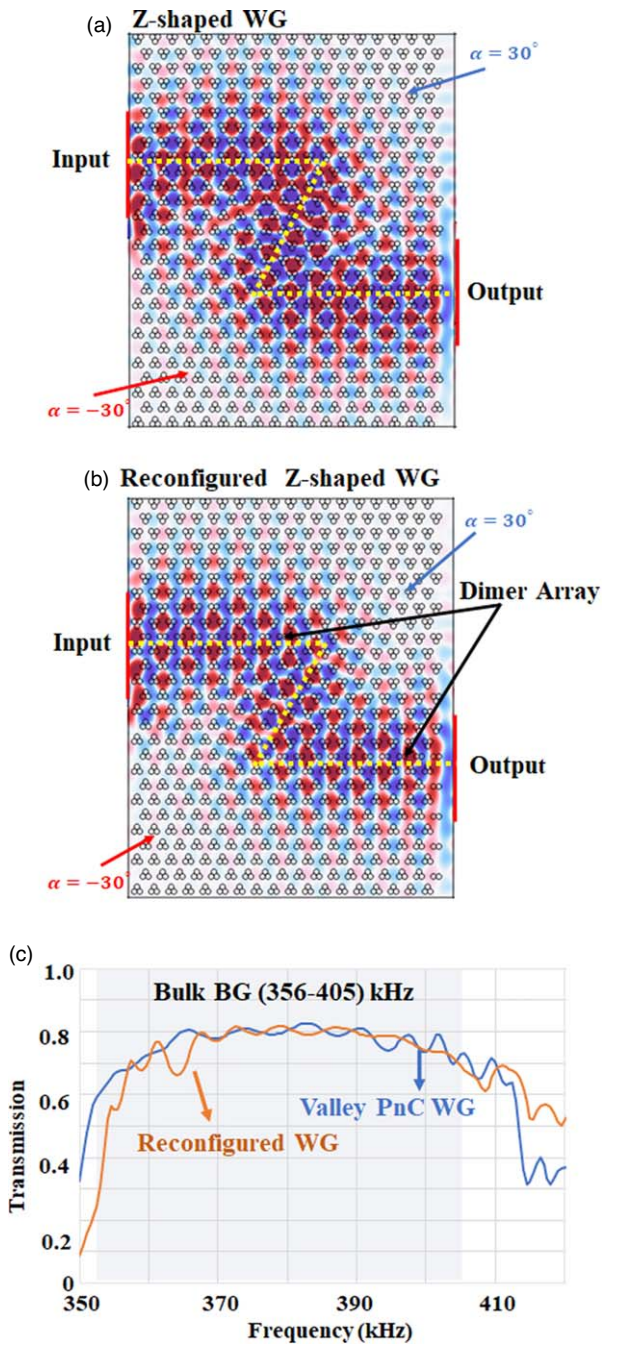 (a)
Z-shaped WG
α = 30°
Input
Output
α = −30°
(b) Reconfigured Z-shaped WG
α = 30°
Dimer Array
Input
Output
α = −30°
(c)
1.0
Bulk BG (356-405) kHz
0.8
Valley PnC WG
0.6
Reconfigured WG
Transmission
0.4
0.2
0
350
370
390
410
Frequency (kHz)